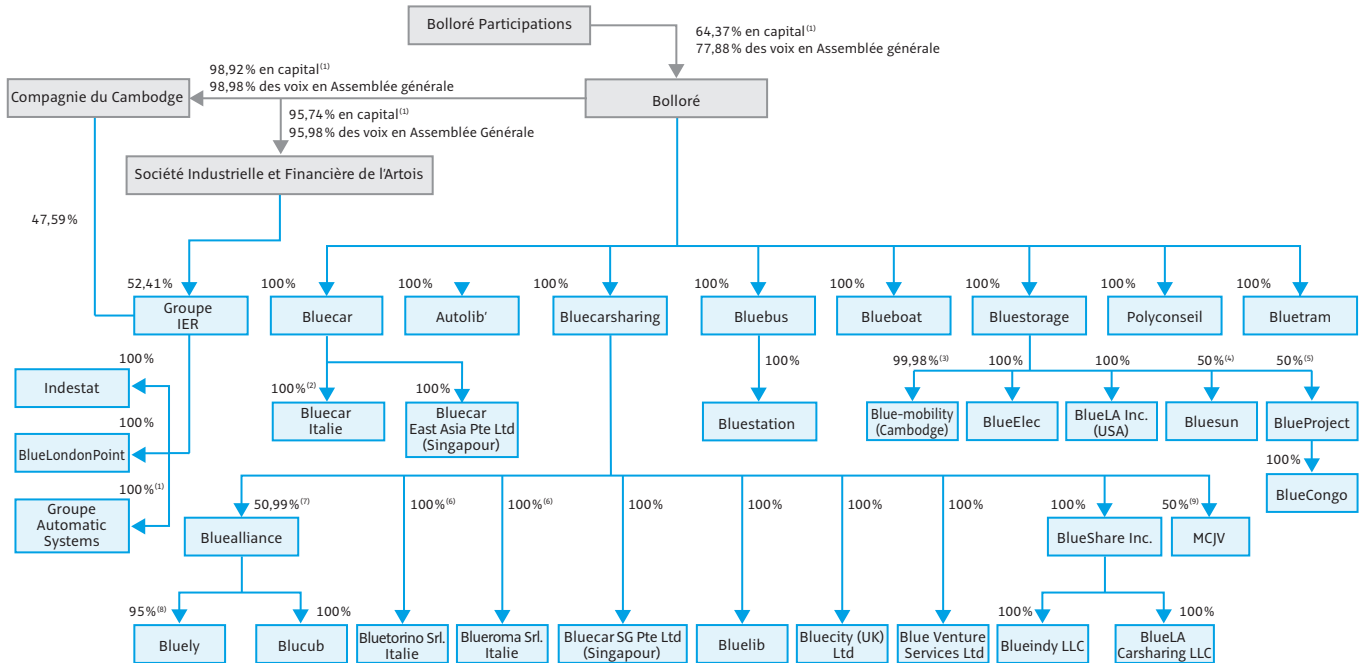 Bolloré Participations
64,37% en capital(1)
77,88% des voix en Assemblée générale
98,92% en capital(1)
98,98% des voix en Assemblée générale
Compagnie du Cambodge
Bolloré
95,74% en capital(1)
95,98% des voix en Assemblée Générale
Société Industrielle et Financière de l'Artois
47,59%
52,41%
100%
100%
100%
100%
100%
100%
100%
100%
Groupe
IER
Bluecar
Autolib'
Bluecarsharing
Bluebus
Blueboat
Bluestorage
Polyconseil
Bluetram
100%
Indestat
100%
BlueLondonPoint
100%(1)
Groupe
Automatic
Systems
100%(2)
Bluecar
Italie
100%
Bluecar
East Asia Pte Ltd
(Singapour)
100%
Bluestation
99,98%(3)
Blue-mobility
(Cambodge)
100%
BlueElec
100%
BlueLA Inc.
(USA)
50%(4)
Bluesun
50%(5)
BlueProject
100%
BlueCongo
50,99%(7)
Bluealliance
100%(6)
100%(6)
100%
100%
100%
100%
100%
BlueShare Inc.
50%(9)
MCJV
95%(8)
Bluely
100%
Blucub
Bluetorino Srl.
Italie
Blueroma Srl.
Italie
Bluecar SG Pte Ltd
(Singapour)
Bluelib
Bluecity (UK)
Ltd
Blue Venture
Services Ltd
100%
Blueindy LLC
100%
BlueLA
Carsharing LLC